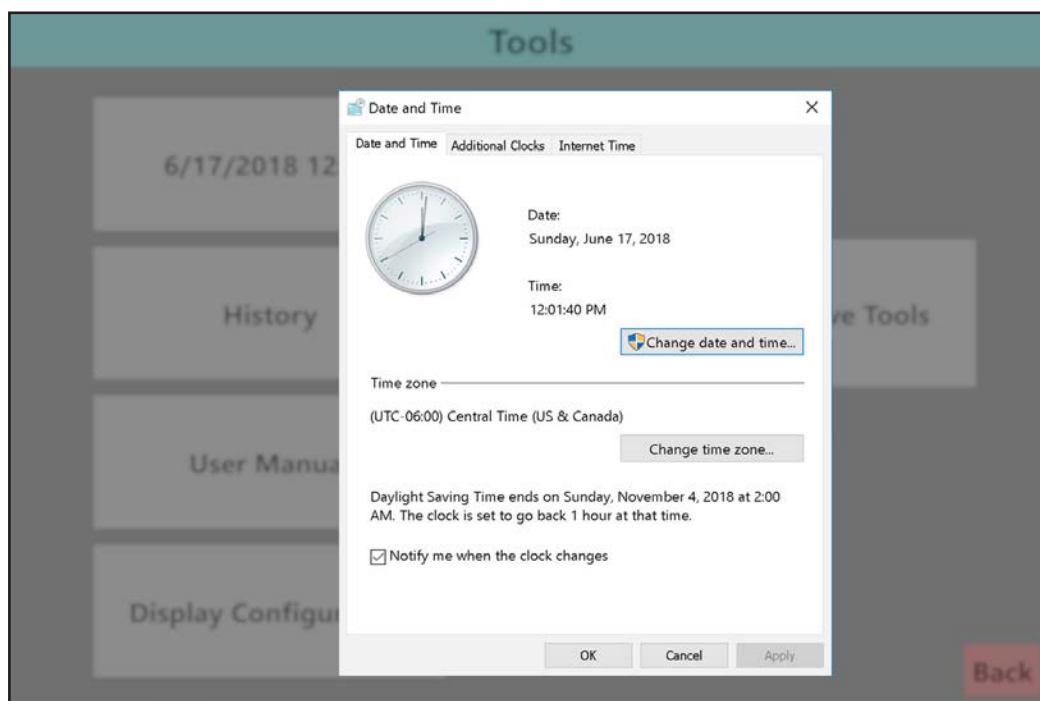 Tools
Date and Time
Date and Time Additional Clocks Internet Time
6/17/2018 12
Date:
Sunday, June 17, 2018
Time:
12:01:40 PM
History
Tools
Change date and time...
Time zone
(UTC-06:00) Central Time (US & Canada)
Change time zone...
User
Daylight Saving Time ends on Sunday, November 4, 2018 at 2:00
AM. The clock is set to go back 1 hour at that time.
Notify me when the clock changes
Display
OK Cancel Apply
Back